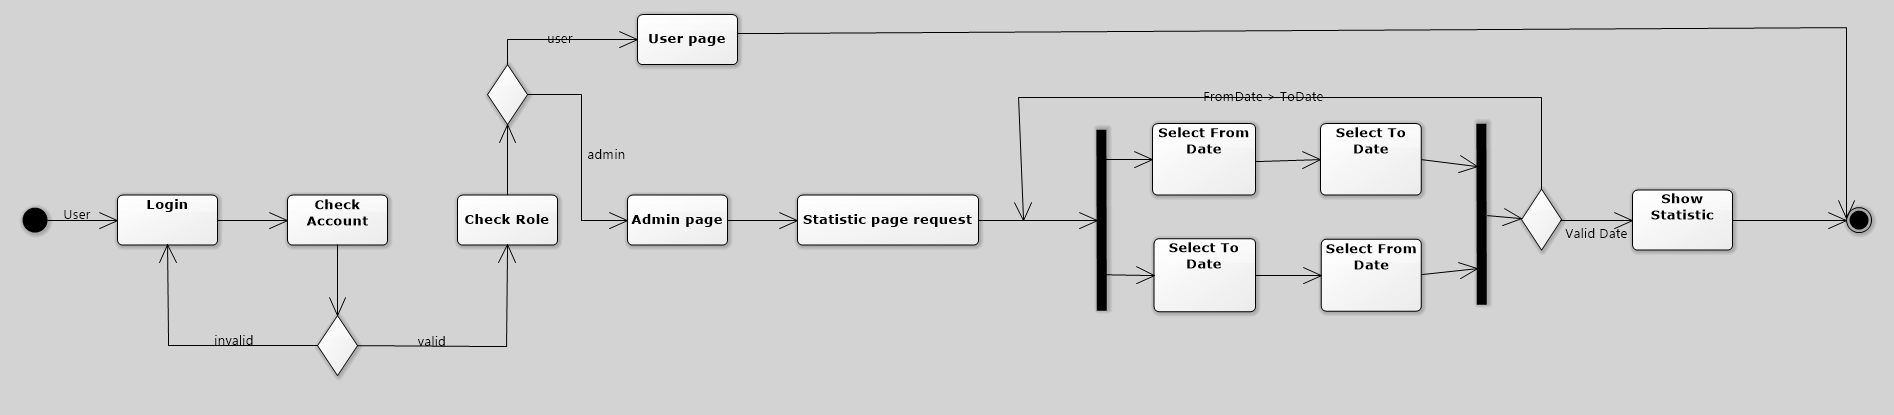 user
User page
FromDate > ToDate
admin
User
Login
Check
Account
Check Role
Admin page
Statistic page request
Select From
Date
Select To
Date
Select To
Date
Select From
Date
Valid Date
Show
Statistic
invalid
valid